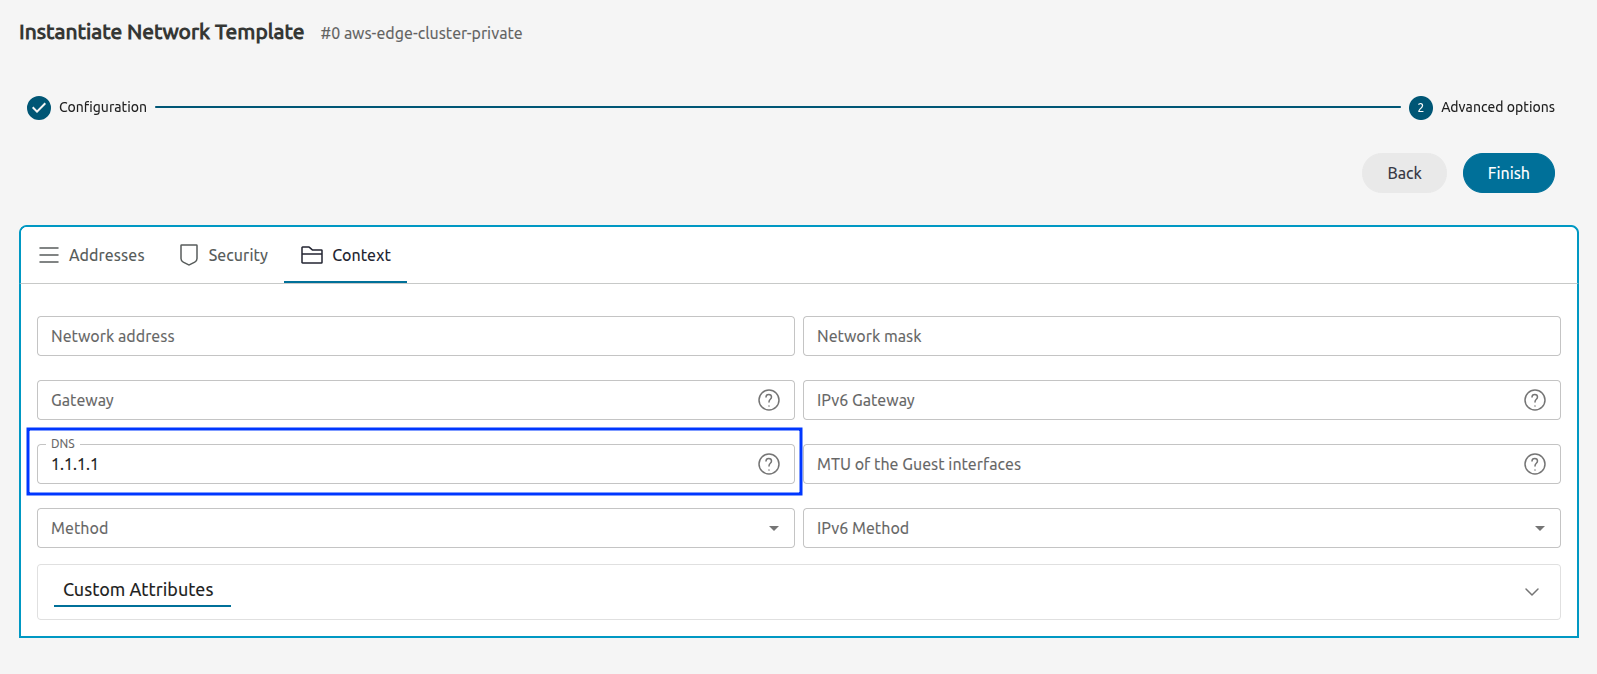 Instantiate Network Template #0 aws-edge-cluster-private
Configuration 2 Advanced options
Back Finish
Addresses Security Context
Network address Network mask
Gateway ? IPv6 Gateway ?
DNS
1.1.1.1 ? MTU of the Guest interfaces ?
Method IPv6 Method
Custom Attributes